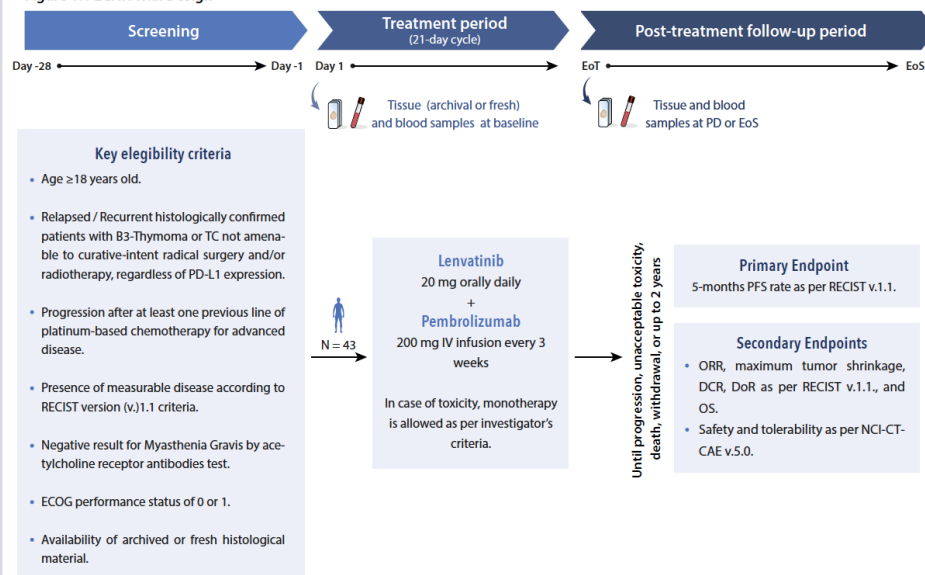 Screening
Treatment period
(21-day cycle)
Post-treatment follow-up period
Day -28
Day -1
Day 1
EoT
EoS
Tissue (archival or fresh)
and blood samples at baseline
Tissue and blood
samples at PD or EoS
Key elegibility criteria
• Age ≥18 years old.
• Relapsed / Recurrent histologically confirmed
patients with B3-Thymoma or TC not amena-
ble to curative-intent radical surgery and/or
radiotherapy, regardless of PD-L1 expression.
• Progression after at least one previous line of
platinum-based chemotherapy for advanced
disease.
• Presence of measurable disease according to
RECIST version (v.)1.1 criteria.
• Negative result for Myasthenia Gravis by ace-
tylcholine receptor antibodies test.
• ECOG performance status of 0 or 1.
• Availability of archived or fresh histological
material.
N = 43
Lenvatinib
20 mg orally daily
+
Pembrolizumab
200 mg IV infusion every 3
weeks
In case of toxicity, monotherapy
is allowed as per investigator's
criteria.
Until progression, unacceptable toxicity,
death, withdrawal, or up to 2 years
Primary Endpoint
5-months PFS rate as per RECIST v.1.1.
Secondary Endpoints
• ORR, maximum tumor shrinkage,
DCR, DoR as per RECIST v.1.1., and
OS.
• Safety and tolerability as per NCI-CT-
CAE v.5.0.